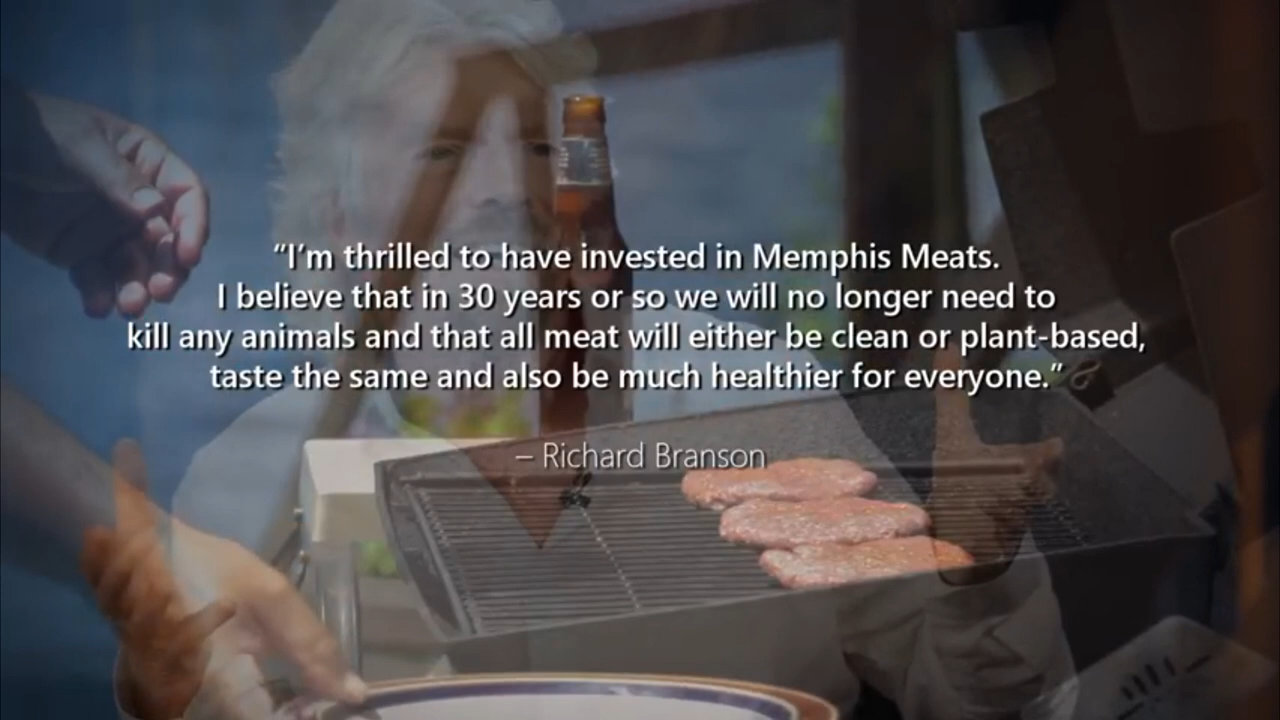 “I’m thrilled to have invested in Memphis Meats.
I believe that in 30 years or so we will no longer need to
kill any animals and that all meat will either be clean or plant-based,
taste the same and also be much healthier for everyone.”
– Richard Branson